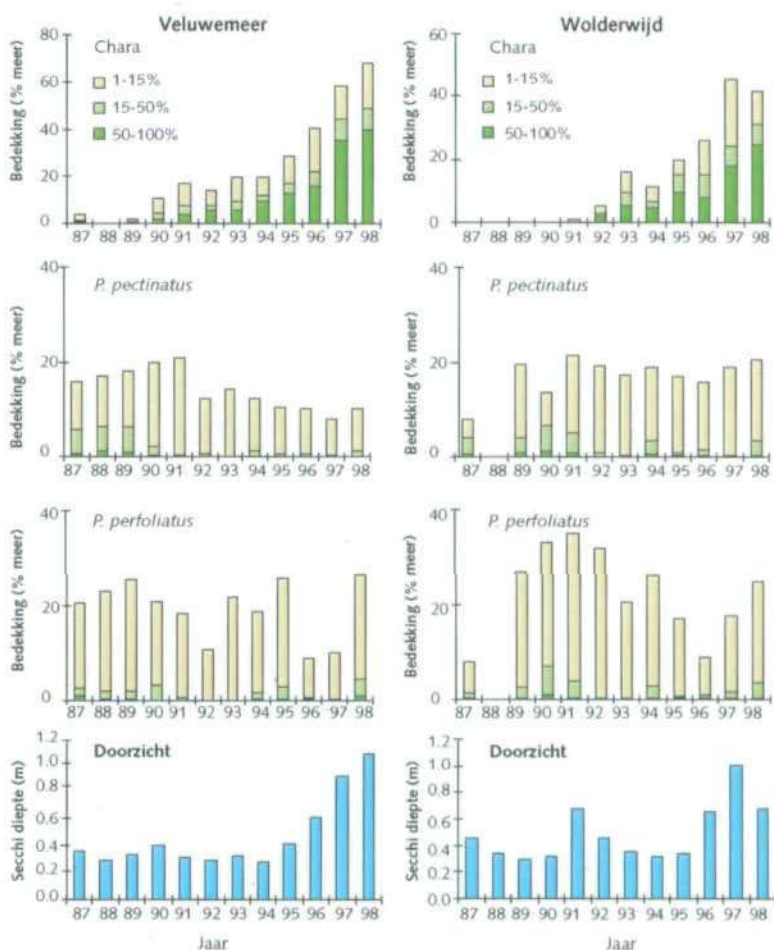 Veluwemeer
Bedekking (% meer)
80
60
40
20
0
Chara
1-15%
15-50%
50-100%
87 88 89 90 91 92 93 94 95 96 97 98
Wolderwijd
Bedekking (% meer)
60
40
20
0
Chara
1-15%
15-50%
50-100%
87 88 89 90 91 92 93 94 95 96 97 98
Bedekking (% meer)
40
20
0
P. pectinatus
87 88 89 90 91 92 93 94 95 96 97 98
Bedekking (% meer)
40
20
0
P. pectinatus
87 88 89 90 91 92 93 94 95 96 97 98
Bedekking (% meer)
40
20
0
P. perfoliatus
87 88 89 90 91 92 93 94 95 96 97 98
Bedekking (% meer)
40
20
0
P. perfoliatus
87 88 89 90 91 92 93 94 95 96 97 98
Secchi diepte (m)
1.2
1.0
0.8
0.6
0.4
0.2
0.0
Doorzicht
87 88 89 90 91 92 93 94 95 96 97 98
Jaar
Secchi diepte (m)
1.2
1.0
0.8
0.6
0.4
0.2
0.0
Doorzicht
87 88 89 90 91 92 93 94 95 96 97 98
Jaar